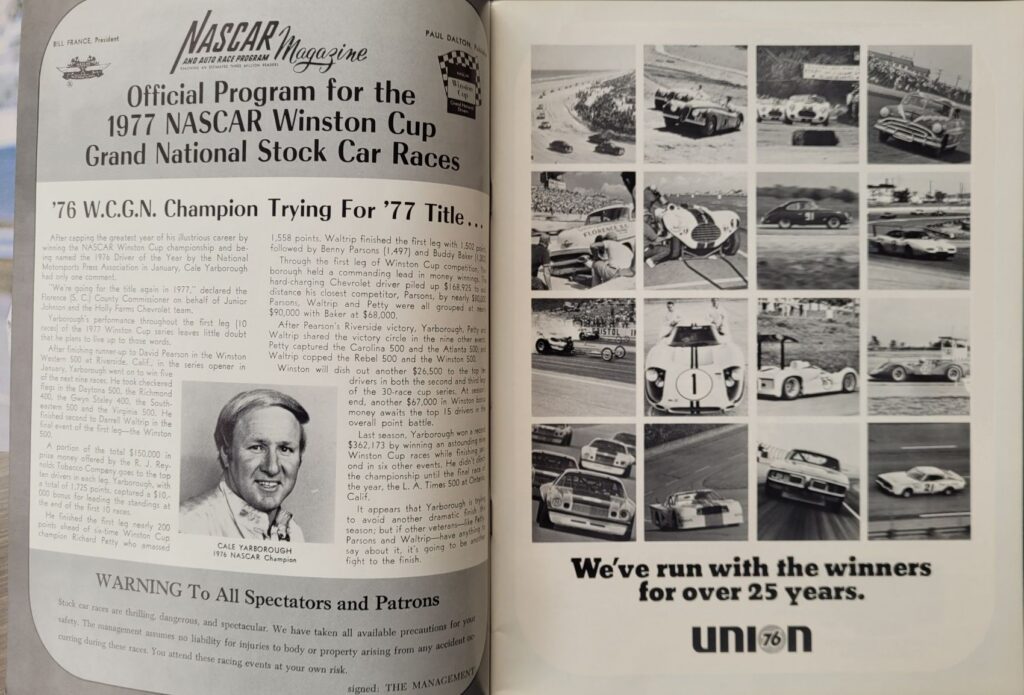 BILL FRANCE, President
NASCAR Magazine
AND AUTO RACE PROGRAM
REACHING AN ESTIMATED THREE MILLION READERS
PAUL DALTON,
NASCAR
Winston
Cup
Grand National
Official Program for the
1977 NASCAR Winston Cup
Grand National Stock Car Races
'76 W.C.G.N. Champion Trying For '77 Title...
After capping the greatest year of his illustrious career by
winning the NASCAR Winston Cup championship and be-
ing named the 1976 Driver of the Year by the National
Motorsports Press Association in January, Cale Yarborough
had only one comment.
"We're going for the title again in 1977," declared the
Florence (S. C.) County Commissioner on behalf of Junior
Johnson and the Holly Farms Chevrolet team.
Yarborough's performance throughout the first leg (10
races) of the 1977 Winston Cup series leaves little doubt
that he plans to live up to those words.
After finishing runner-up to David Pearson in the Winston
Western 500 at Riverside, Calif., in the series opener in
January, Yarborough went on to win five
of the next nine races. He took checkered
flags in the Daytona 500, the Richmond
400, the Gwyn Staley 400, the South-
eastern 500 and the Virginia 500. He
finished second to Darrell Waltrip in the
final event of the first leg—the Winston
500.
A portion of the total $150,000 in
prize money offered by the R. J. Rey-
nolds Tobacco Company goes to the top
ten drivers in each leg. Yarborough, with
a total of 1,725 points, captured a $10,-
000 bonus for leading the standings at
the end of the first 10 races.
He finished the first leg nearly 200
points ahead of six-time Winston Cup
champion Richard Petty who amassed
1,558 points. Waltrip finished the first leg with 1,502 points
followed by Benny Parsons (1,497) and Buddy Baker
Through the first leg of Winston Cup competition,
borough held a commanding lead in money winnings. The
hard-charging Chevrolet driver piled up $168,925 to out
distance his closest competitor, Parsons, by nearly
Parsons, Waltrip and Petty were all grouped at nearly
$90,000 with Baker at $68,000.
After Pearson's Riverside victory, Yarborough, Petty and
Waltrip shared the victory circle in the nine other events.
Petty captured the Carolina 500 and the Atlanta 500, and
Waltrip copped the Rebel 500 and the Winston 500.
Winston will dish out another $26,500 to the top ten
drivers in both the second and third leg
of the 30-race cup series. At season's
end, another $67,000 in Winston bonus
money awaits the top 15 drivers in the
overall point battle.
Last season, Yarborough won a record
$362,173 by winning an astounding nine
Winston Cup races while finishing sec-
ond in six other events. He didn't clinch
the championship until the final race of
the year, the L. A. Times 500 at Ontario,
Calif.
It appears that Yarborough is trying
to avoid another dramatic finish this
season; but if other veterans—like Petty,
Parsons and Waltrip—have anything to
say about it, it's going to be another
fight to the finish.
CALE YARBOROUGH
1976 NASCAR Champion
WARNING To All Spectators and Patrons
Stock car races are thrilling, dangerous, and spectacular. We have taken all available precautions for your
safety. The management assumes no liability for injuries to body or property arising from any accident oc-
curring during these races. You attend these racing events at your own risk.
signed: THE MANAGEMENT
FLORENCE
91
BRISTOL
1
21
We've run with the winners
for over 25 years.
UNION
76